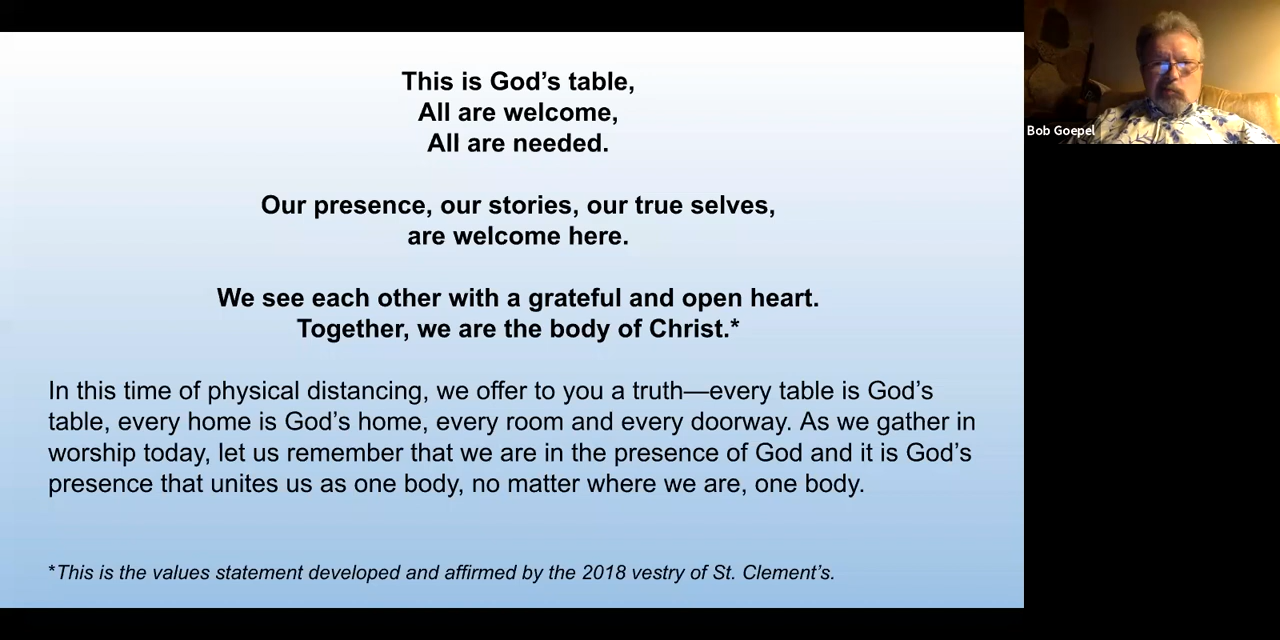 This is God’s table,
All are welcome,
All are needed.
Our presence, our stories, our true selves,
are welcome here.
We see each other with a grateful and open heart.
Together, we are the body of Christ.*
In this time of physical distancing, we offer to you a truth—every table is God’s
table, every home is God’s home, every room and every doorway. As we gather in
worship today, let us remember that we are in the presence of God and it is God’s
presence that unites us as one body, no matter where we are, one body.
*This is the values statement developed and affirmed by the 2018 vestry of St. Clement’s.
Bob Goepel